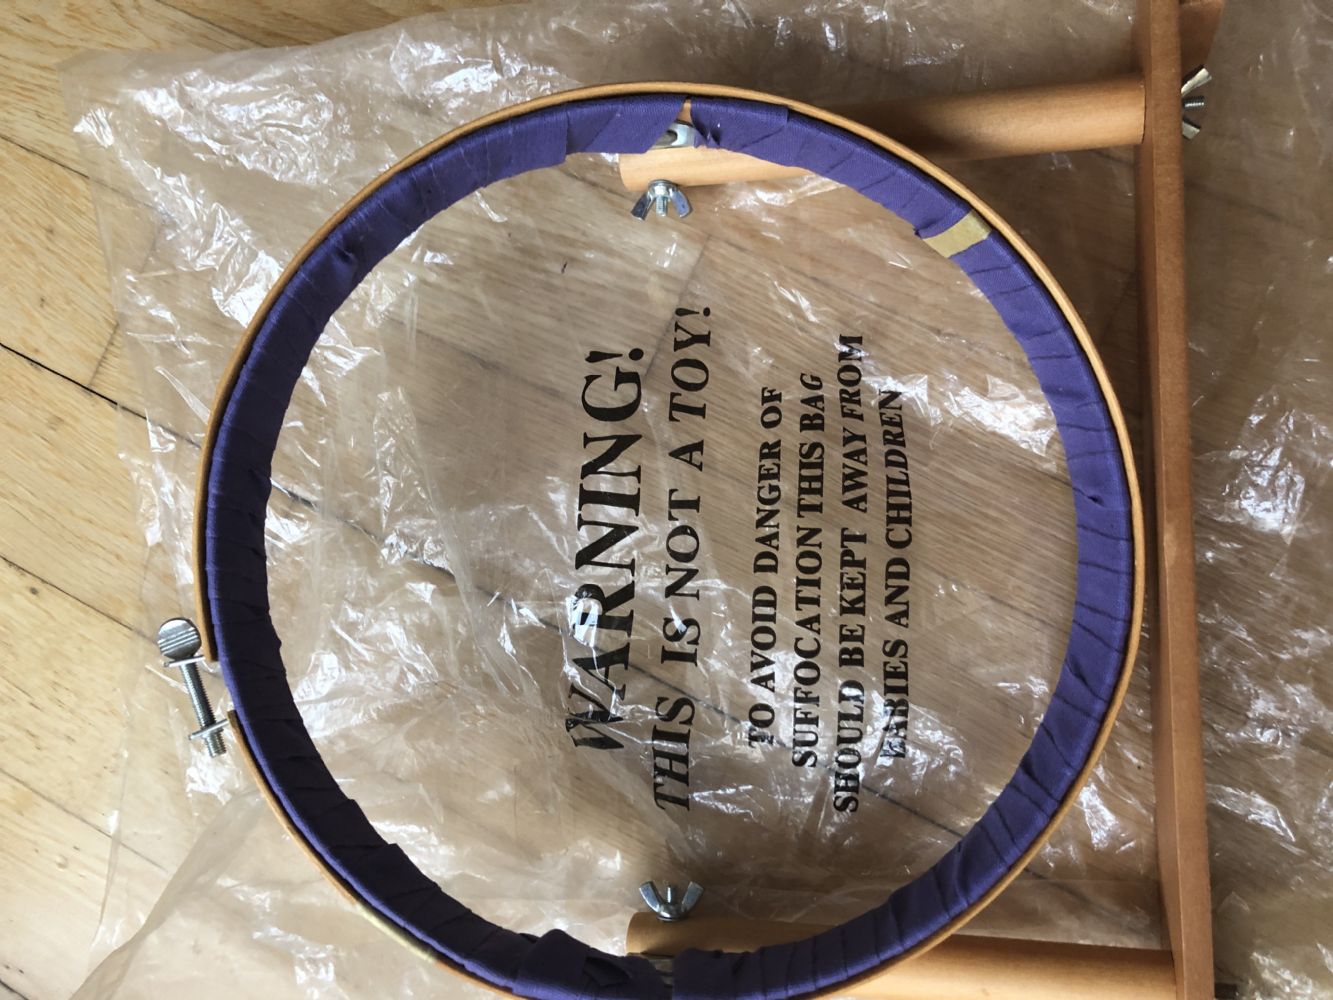 WARNING!
THIS IS NOT A TOY!
TO AVOID DANGER OF
SUFFOCATION THIS BAG
SHOULD BE KEPT AWAY FROM
BABIES AND CHILDREN